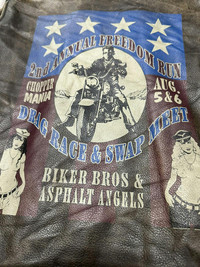 2nd ANNUAL FREEDOM RUN
CHOPPER
MANIA
AUG.
5&6
DRAG RACE & SWAP MEET
BIKER BROS &
ASPHALT ANGELS